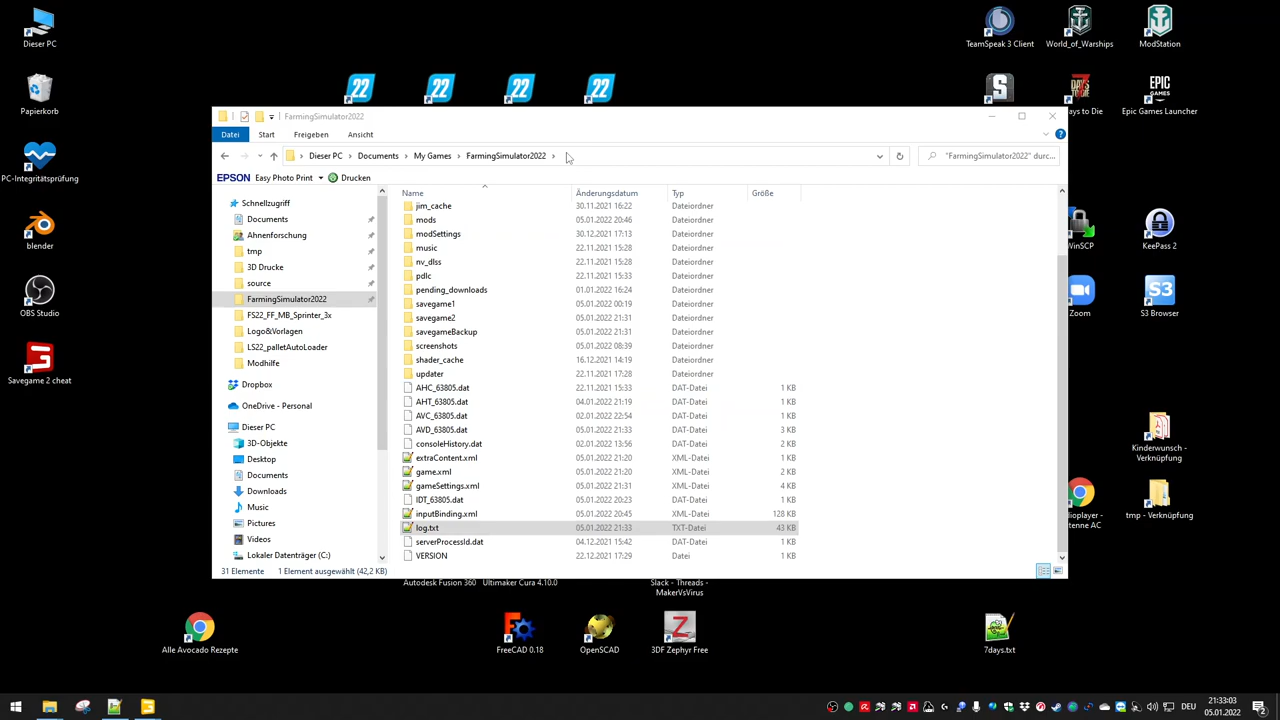 Dieser PC
TeamSpeak 3 Client
World_of_Warships
ModStation
Papierkorb
22
22
22
22
ays to Die
Epic Games Launcher
PC-Integritätsprüfung
blender
OBS Studio
Savegame 2 cheat
FarmingSimulator2022
Datei
Start
Freigeben
Ansicht
Dieser PC
Documents
My Games
FarmingSimulator2022
"FarmingSimulator2022" durc...
EPSON
Easy Photo Print
Drucken
Schnellzugriff
Documents
Ahnenforschung
tmp
3D Drucke
source
FarmingSimulator2022
FS22_FF_MB_Sprinter_3x
Logo&Vorlagen
LS22_palletAutoLoader
Modhilfe
Dropbox
OneDrive - Personal
Dieser PC
3D-Objekte
Desktop
Documents
Downloads
Music
Pictures
Videos
Lokaler Datenträger (C:)
Name Änderungsdatum Typ Größe
jim_cache 30.11.2021 16:22 Dateiordner
mods 05.01.2022 20:46 Dateiordner
modSettings 30.12.2021 17:13 Dateiordner
music 22.11.2021 15:28 Dateiordner
nv_dlss 22.11.2021 15:28 Dateiordner
pdlc 22.11.2021 15:33 Dateiordner
pending_downloads 01.01.2022 16:24 Dateiordner
savegame1 05.01.2022 00:19 Dateiordner
savegame2 05.01.2022 21:31 Dateiordner
savegameBackup 05.01.2022 21:31 Dateiordner
screenshots 05.01.2022 08:39 Dateiordner
shader_cache 16.12.2021 14:19 Dateiordner
updater 22.11.2021 17:28 Dateiordner
AHC_63805.dat 22.11.2021 15:33 DAT-Datei 1 KB
AHT_63805.dat 04.01.2022 21:19 DAT-Datei 1 KB
AVC_63805.dat 02.01.2022 22:54 DAT-Datei 1 KB
AVD_63805.dat 05.01.2022 21:33 DAT-Datei 3 KB
consoleHistory.dat 02.01.2022 13:56 DAT-Datei 2 KB
extraContent.xml 05.01.2022 21:20 XML-Datei 1 KB
game.xml 05.01.2022 21:20 XML-Datei 2 KB
gameSettings.xml 05.01.2022 21:31 XML-Datei 4 KB
IDT_63805.dat 05.01.2022 20:23 DAT-Datei 1 KB
inputBinding.xml 05.01.2022 20:45 XML-Datei 128 KB
log.txt 05.01.2022 21:33 TXT-Datei 43 KB
serverProcessId.dat 04.12.2021 15:42 DAT-Datei 1 KB
VERSION 22.12.2021 17:29 Datei 1 KB
31 Elemente
1 Element ausgewählt (42,2 KB)
WinSCP
KeePass 2
Zoom
S3 Browser
Kinderwunsch -
Verknüpfung
dioplayer -
tenne AC
tmp - Verknüpfung
Autodesk Fusion 360
Ultimaker Cura 4.10.0
Slack - Threads -
MakerVsVirus
Alle Avocado Rezepte
FreeCAD 0.18
OpenSCAD
3DF Zephyr Free
7days.txt
DEU
21:33:03
05.01.2022